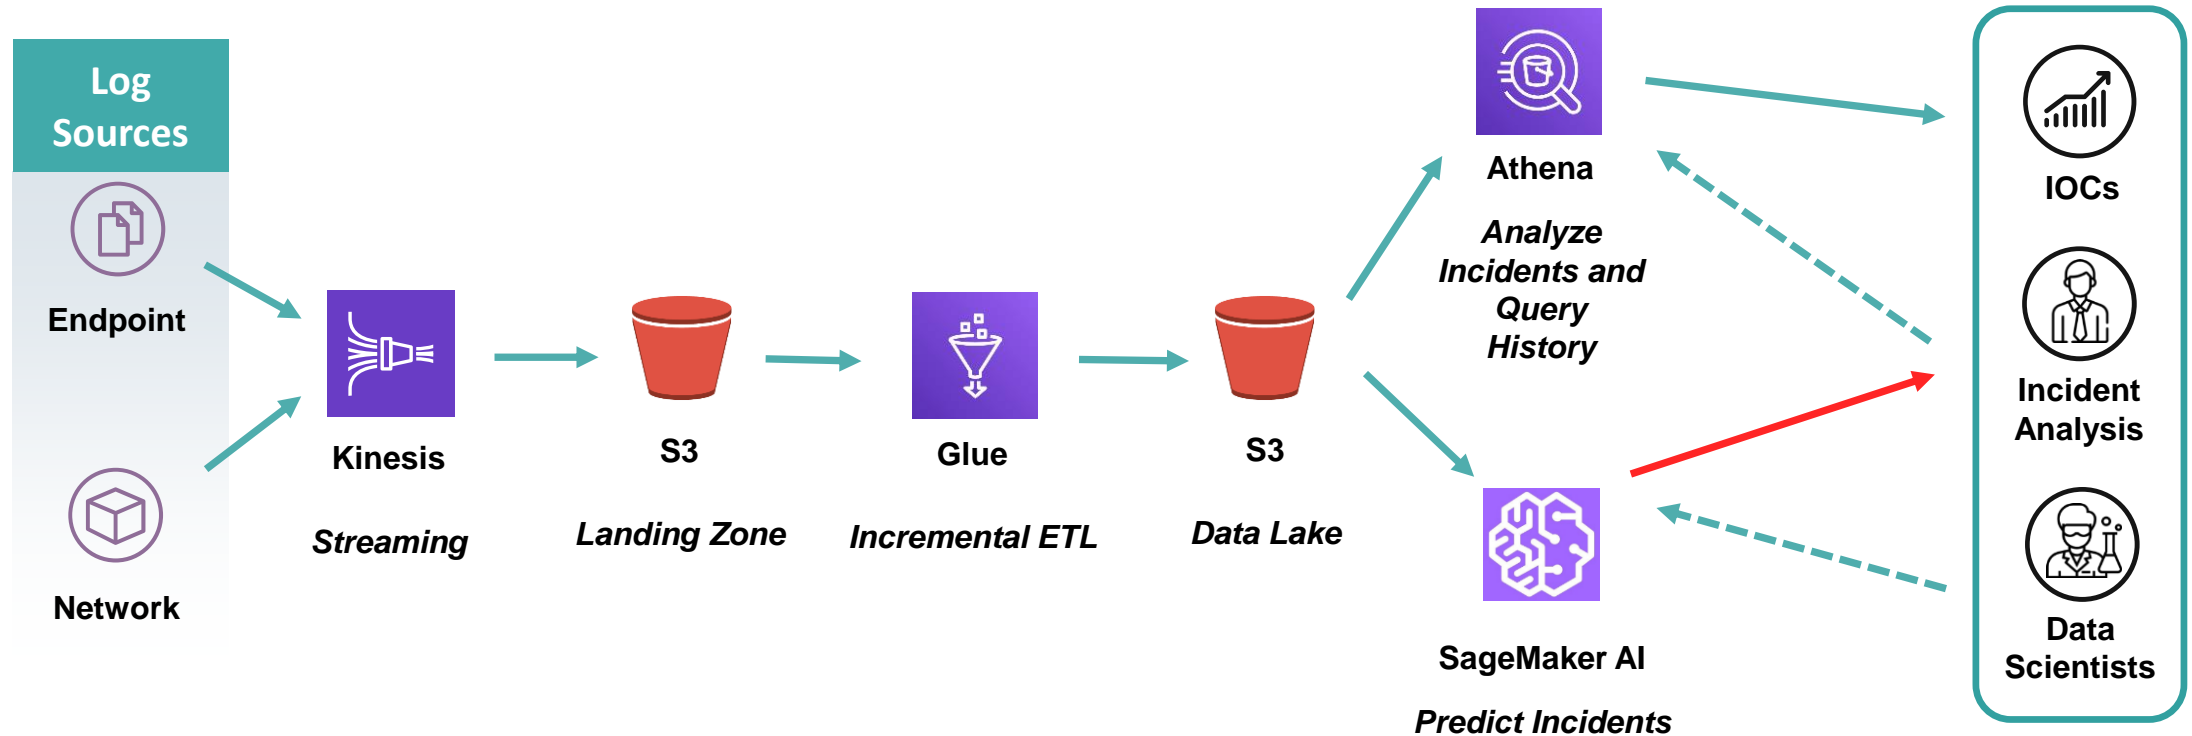 Log
Sources
Endpoint
Network
Kinesis
Streaming
S3
Landing Zone
Glue
Incremental ETL
S3
Data Lake
Athena
Analyze
Incidents and
Query
History
SageMaker AI
Predict Incidents
IOCs
Incident
Analysis
Data
Scientists